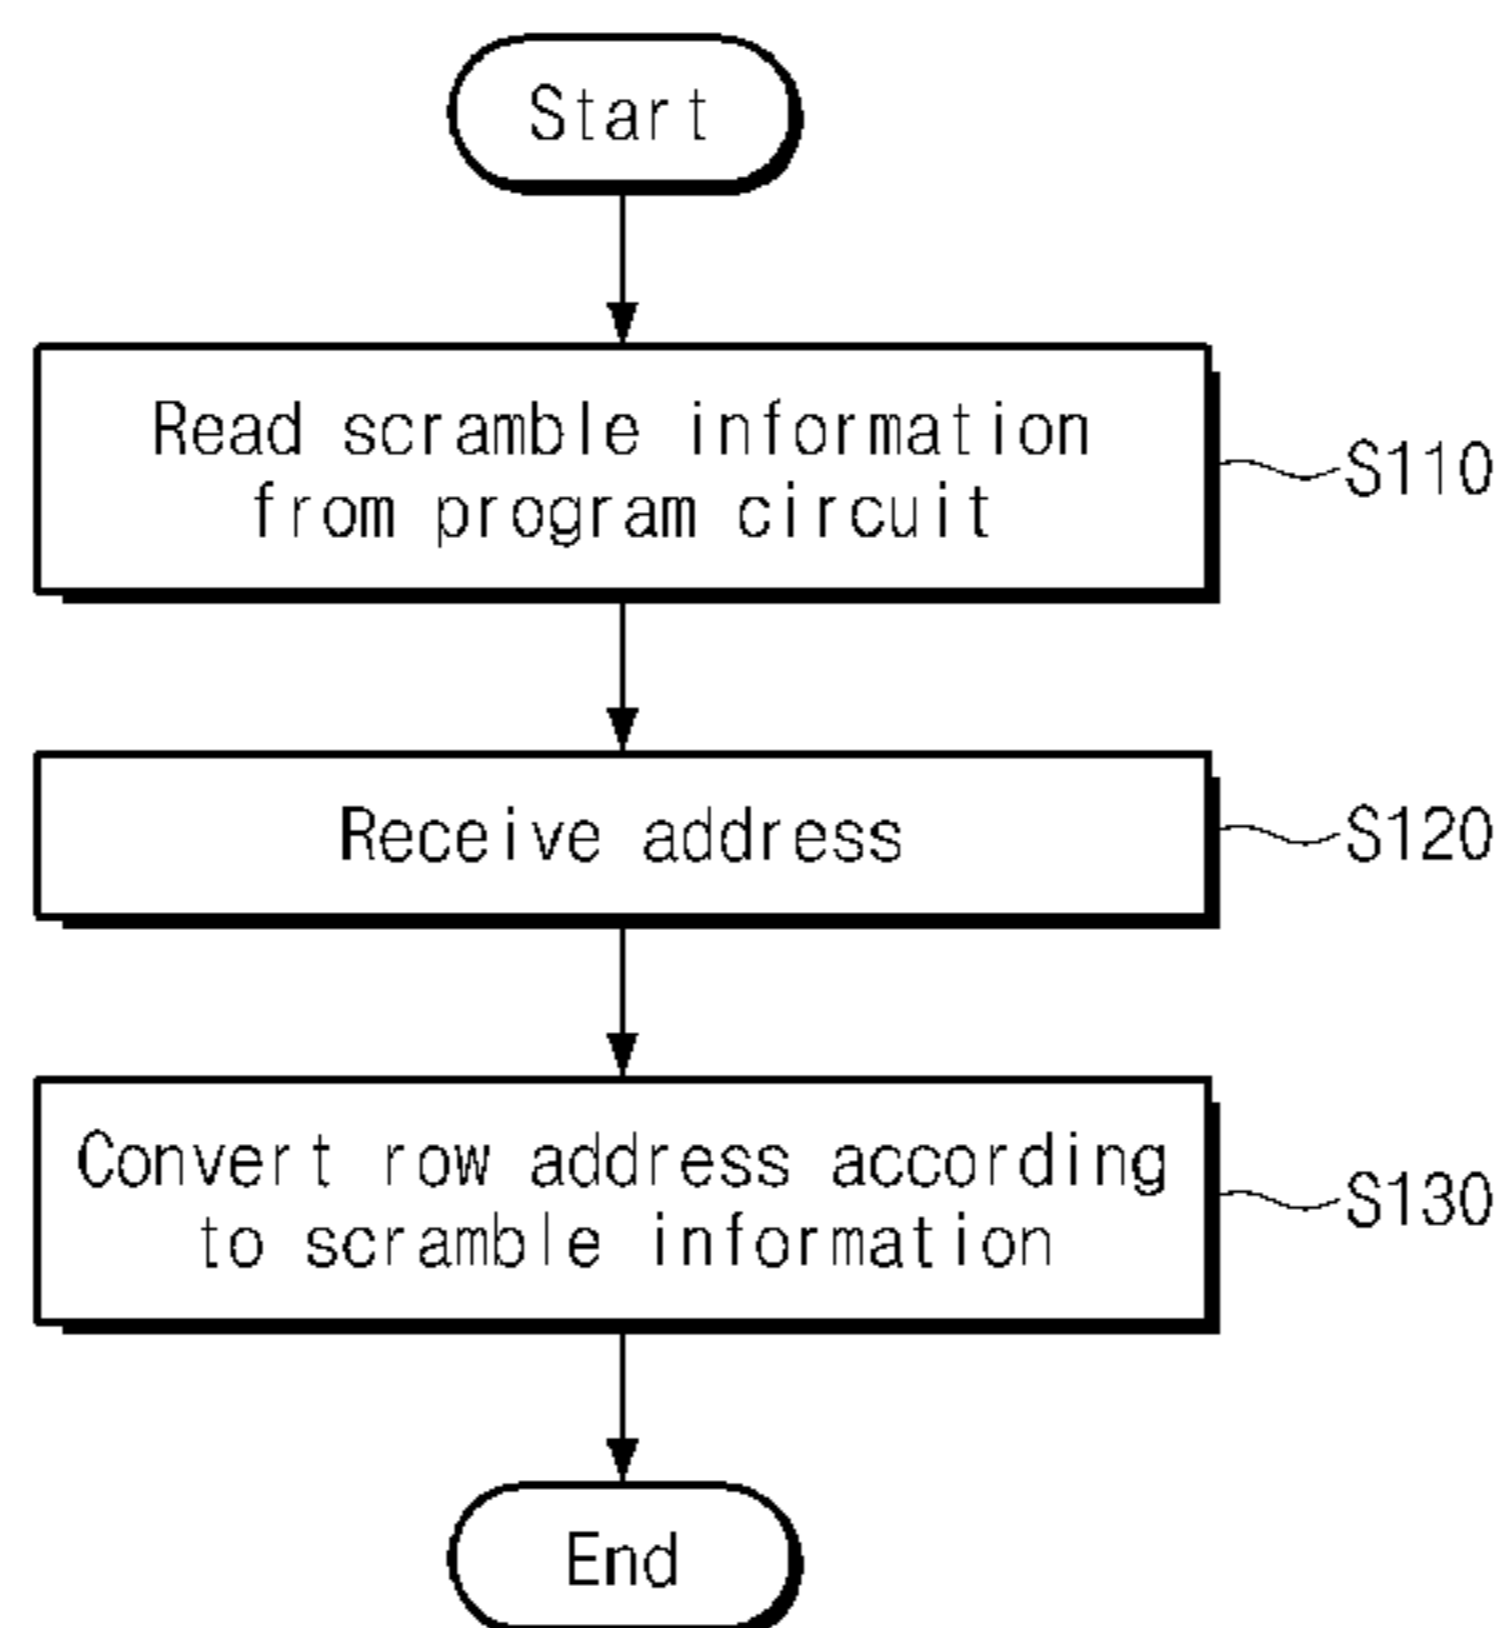 Start
Read scramble information
from program circuit
S110
Receive address
S120
Convert row address according
to scramble information
S130
End